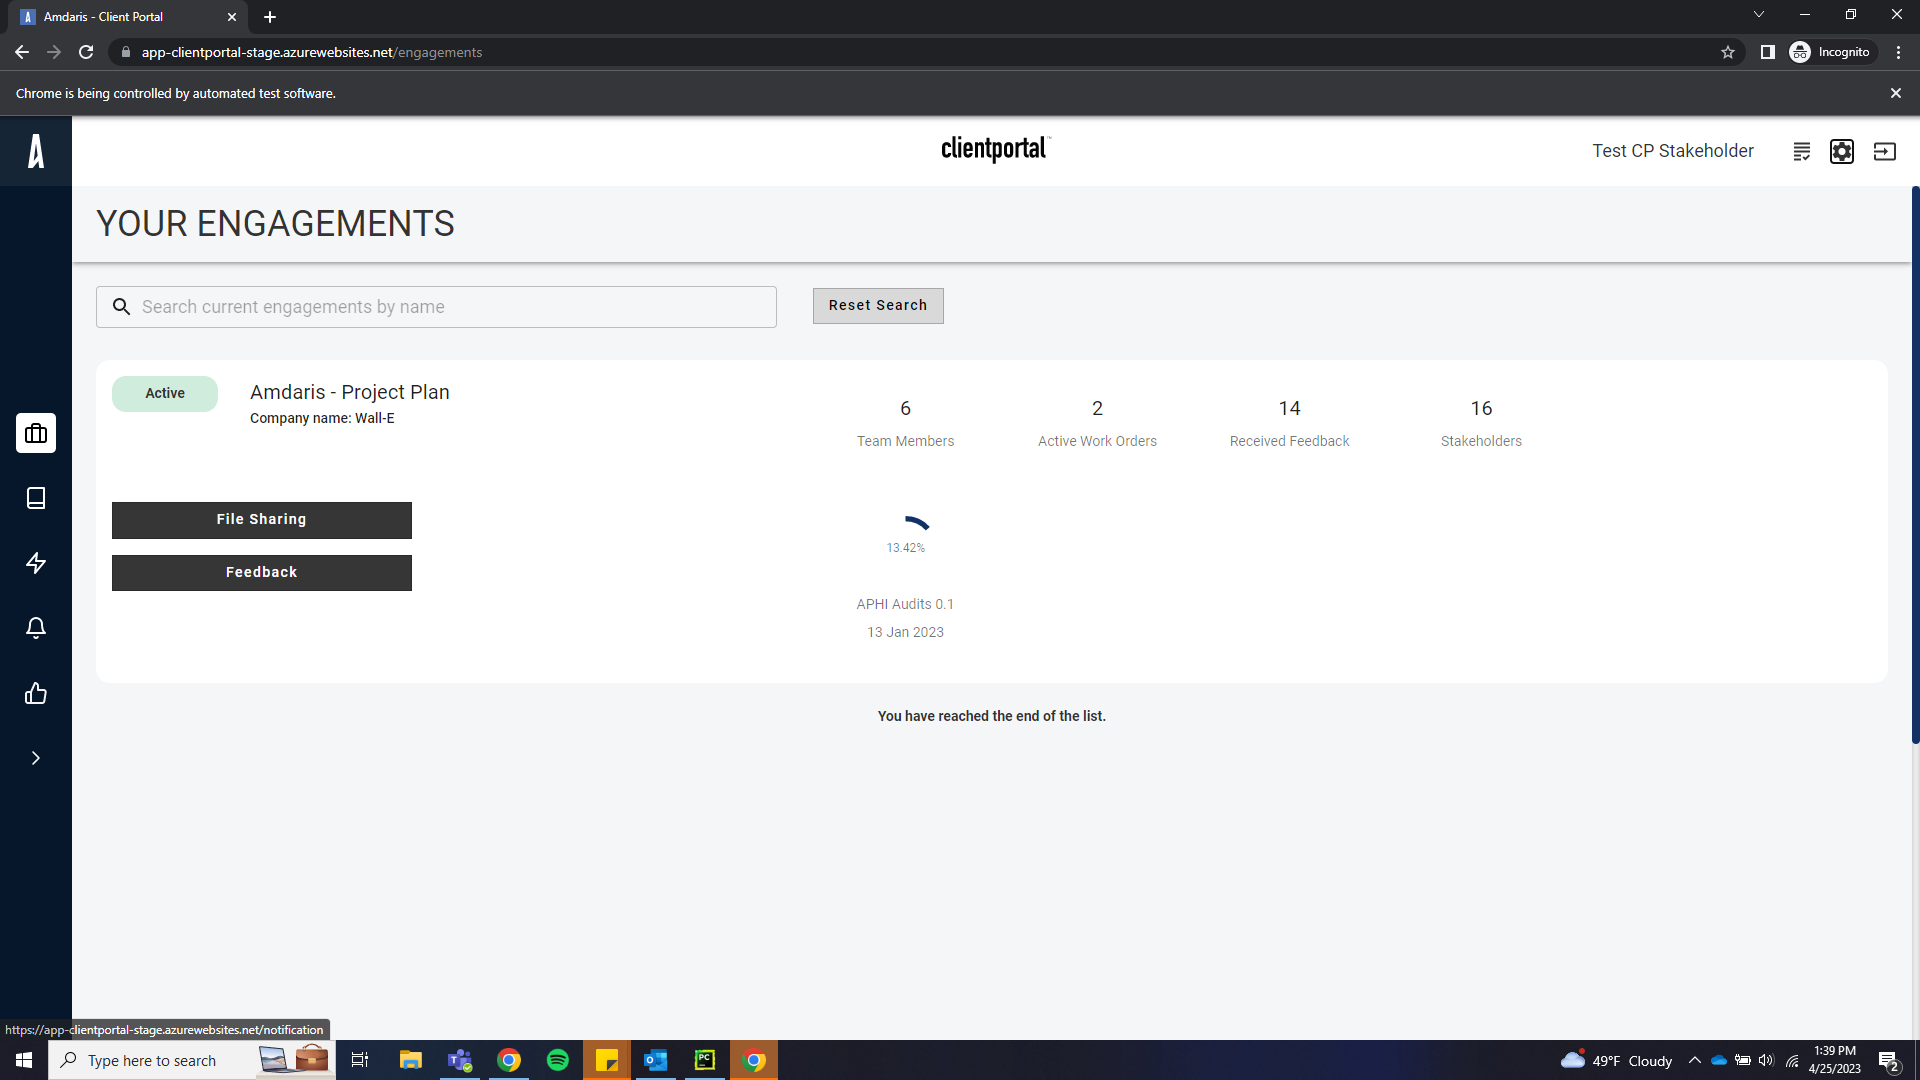 Amdaris - Client Portal
app-clientportal-stage.azurewebsites.net/engagements
Incognito
Chrome is being controlled by automated test software.
clientportal™
Test CP Stakeholder
YOUR ENGAGEMENTS
Search current engagements by name
Reset Search
Active
Amdaris - Project Plan
Company name: Wall-E
6
Team Members
2
Active Work Orders
14
Received Feedback
16
Stakeholders
File Sharing
Feedback
13.42%
APHI Audits 0.1
13 Jan 2023
You have reached the end of the list.
https://app-clientportal-stage.azurewebsites.net/notification
Type here to search
PC
49°F Cloudy
1:39 PM
4/25/2023
2